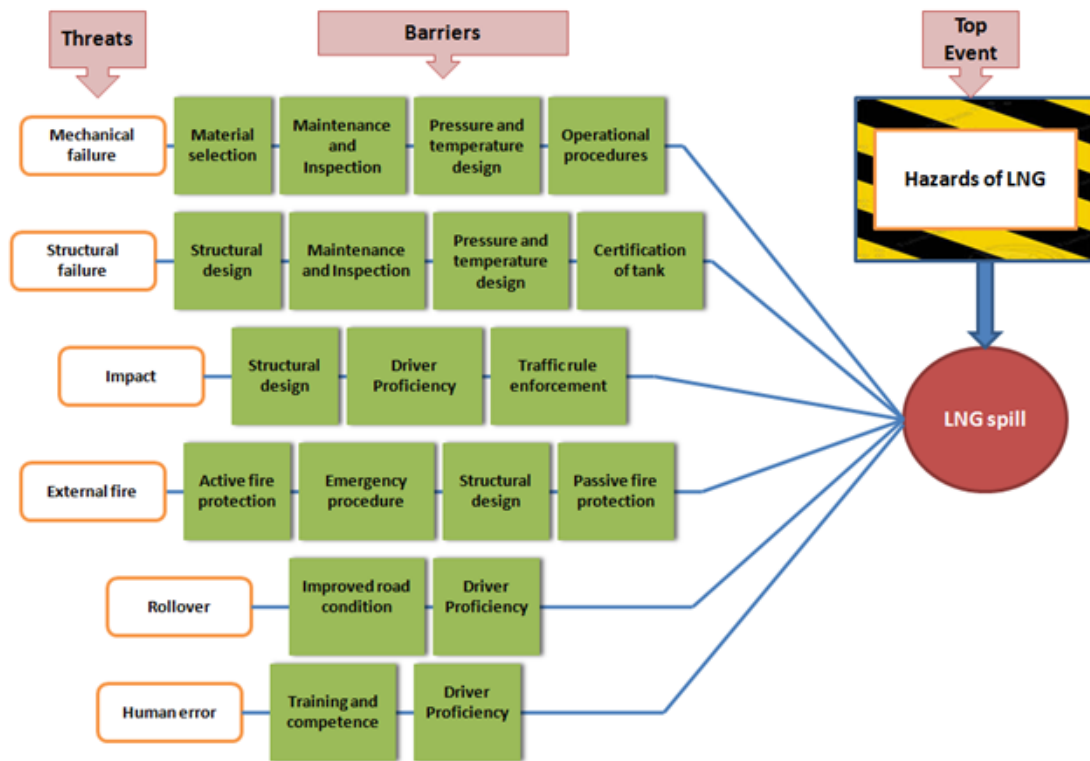 Threats
Barriers
Top
Event
Mechanical
failure
Material
selection
Maintenance
and
Inspection
Pressure and
temperature
design
Operational
procedures
Hazards of LNG
Structural
failure
Structural
design
Maintenance
and Inspection
Pressure and
temperature
design
Certification
of tank
Impact
Structural
design
Driver
Proficiency
Traffic rule
enforcement
LNG spill
External fire
Active fire
protection
Emergency
procedure
Structural
design
Passive fire
protection
Rollover
Improved road
condition
Driver
Proficiency
Human error
Training and
competence
Driver
Proficiency